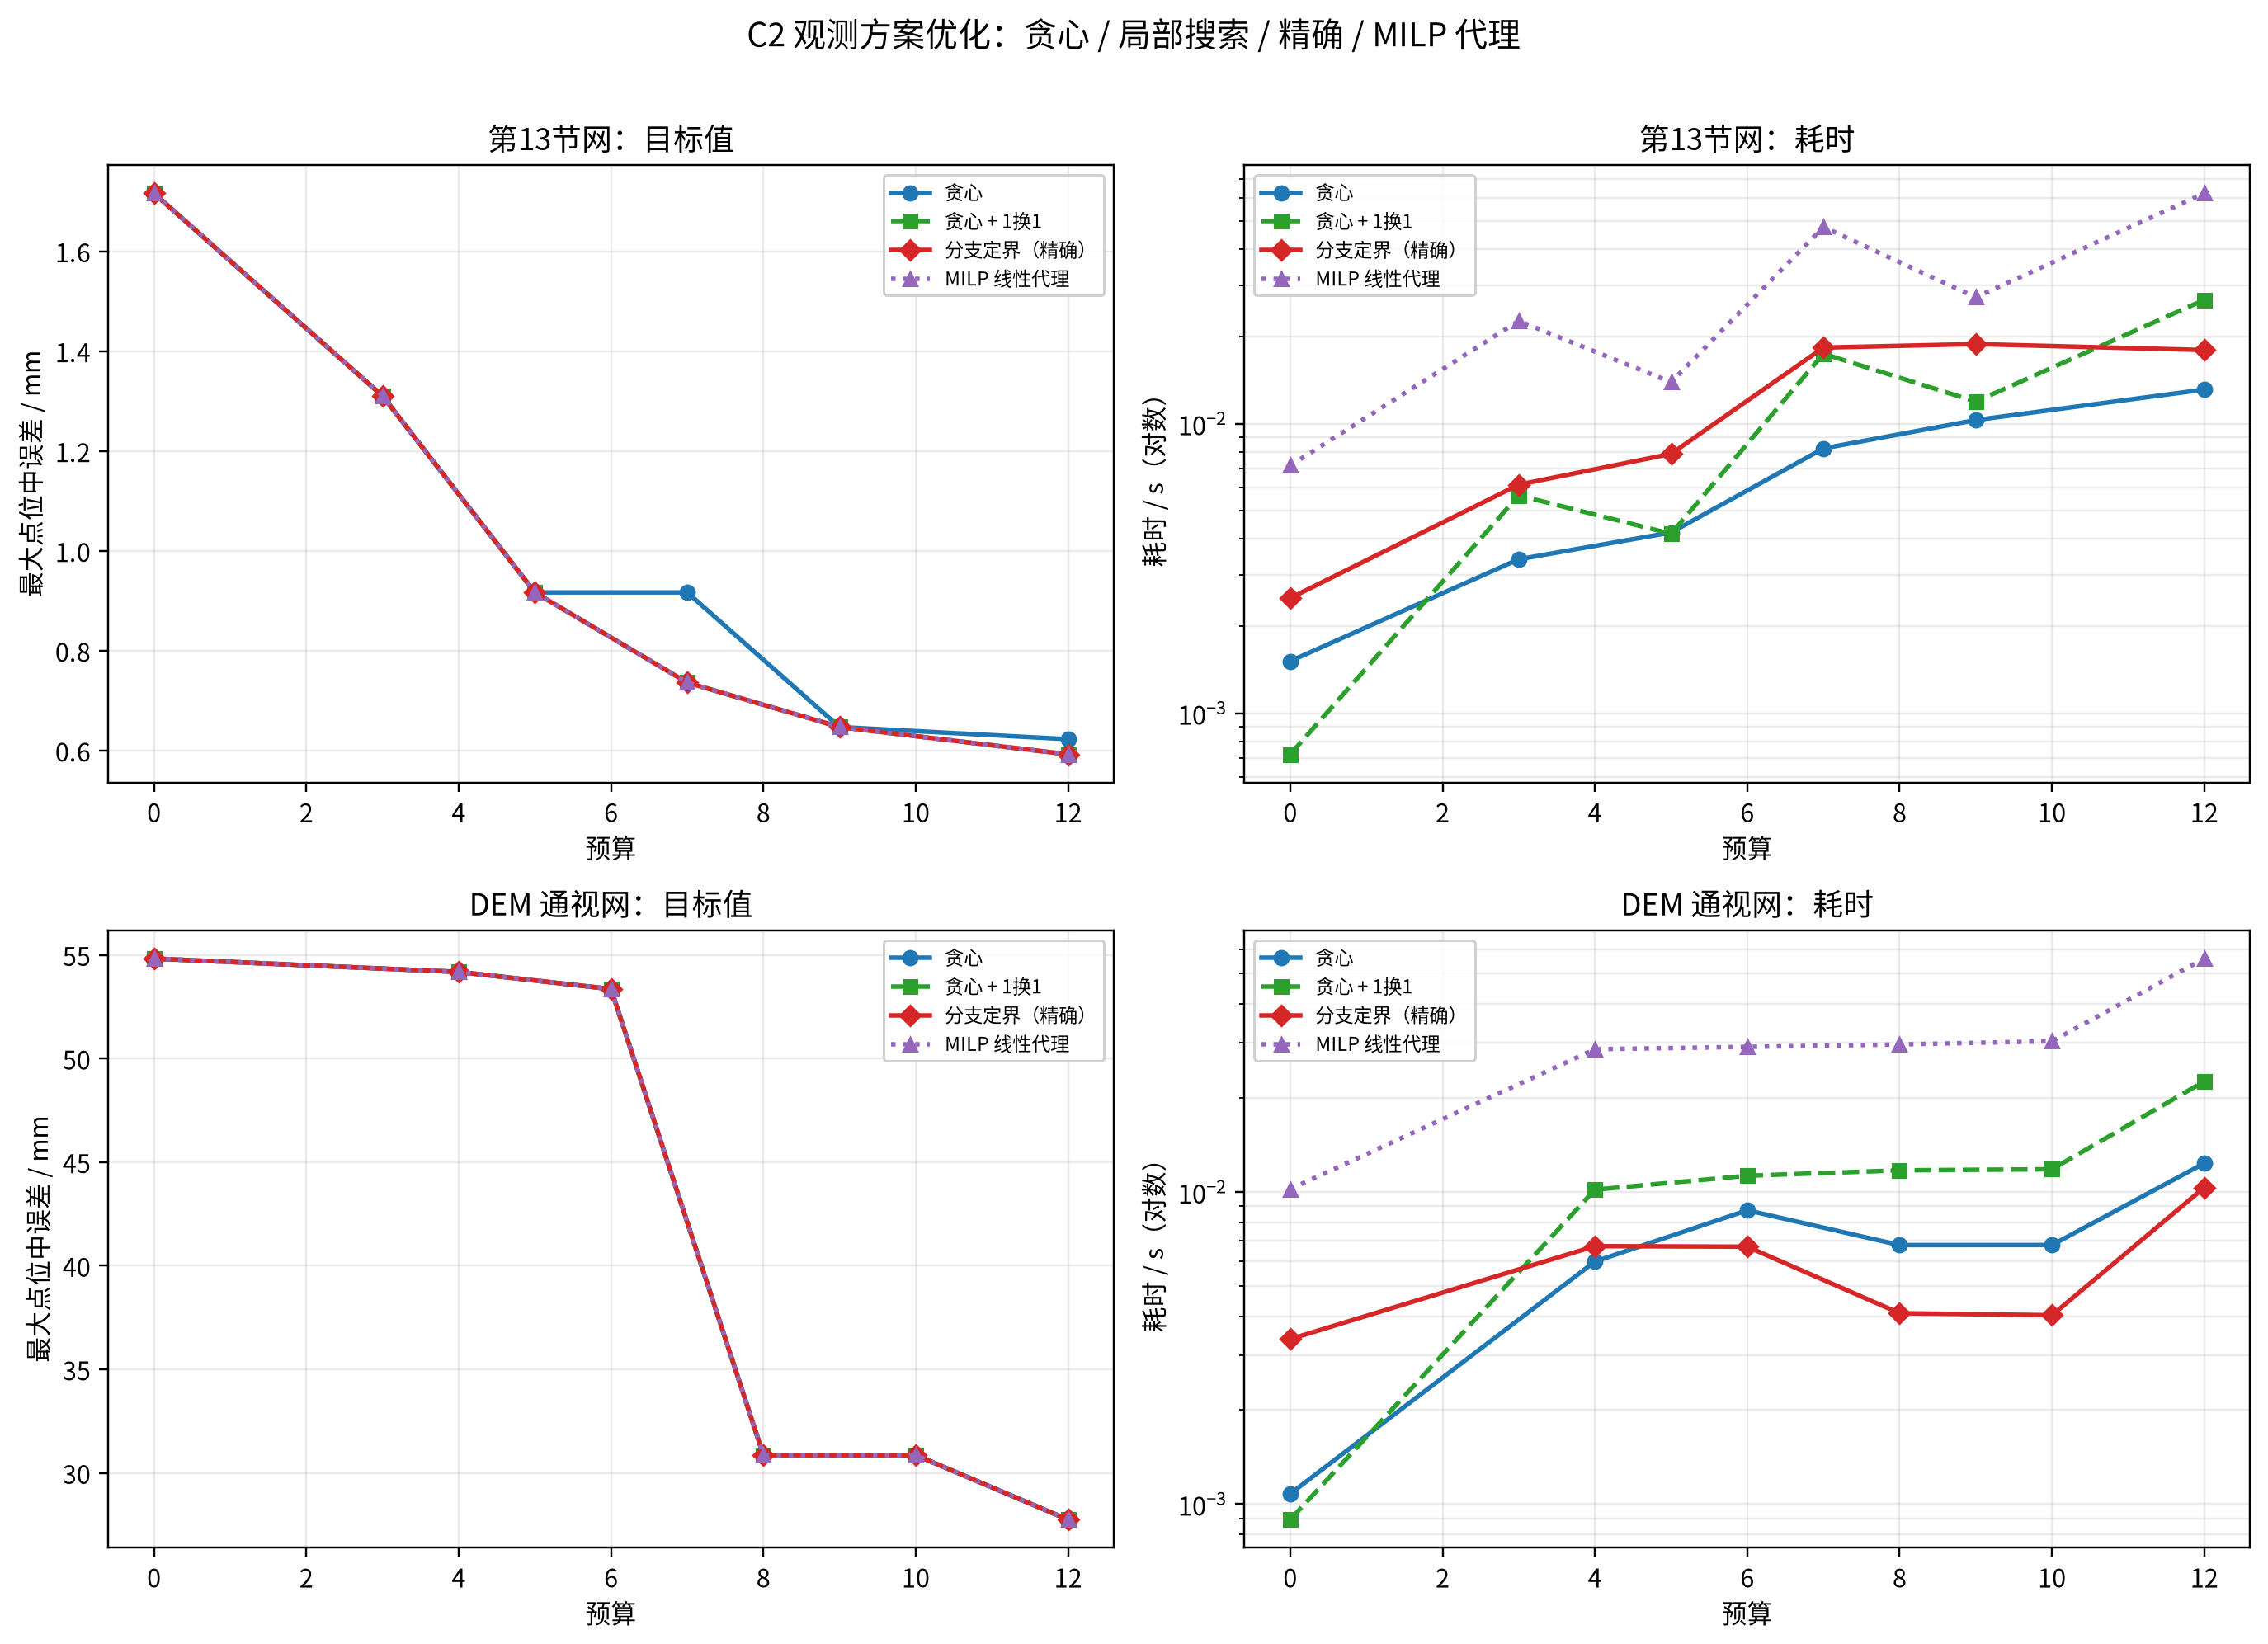 C2 观测方案优化：贪心 / 局部搜索 / 精确 / MILP 代理
第13节网：目标值
最大点位中误差 / mm
1.6
1.4
1.2
1.0
0.8
0.6
贪心
贪心 + 1换1
分支定界（精确）
MILP 线性代理
0 2 4 6 8 10 12
预算
第13节网：耗时
耗时 / s（对数）
10⁻²
10⁻³
贪心
贪心 + 1换1
分支定界（精确）
MILP 线性代理
0 2 4 6 8 10 12
预算
DEM 通视网：目标值
最大点位中误差 / mm
55
50
45
40
35
30
贪心
贪心 + 1换1
分支定界（精确）
MILP 线性代理
0 2 4 6 8 10 12
预算
DEM 通视网：耗时
耗时 / s（对数）
10⁻²
10⁻³
贪心
贪心 + 1换1
分支定界（精确）
MILP 线性代理
0 2 4 6 8 10 12
预算